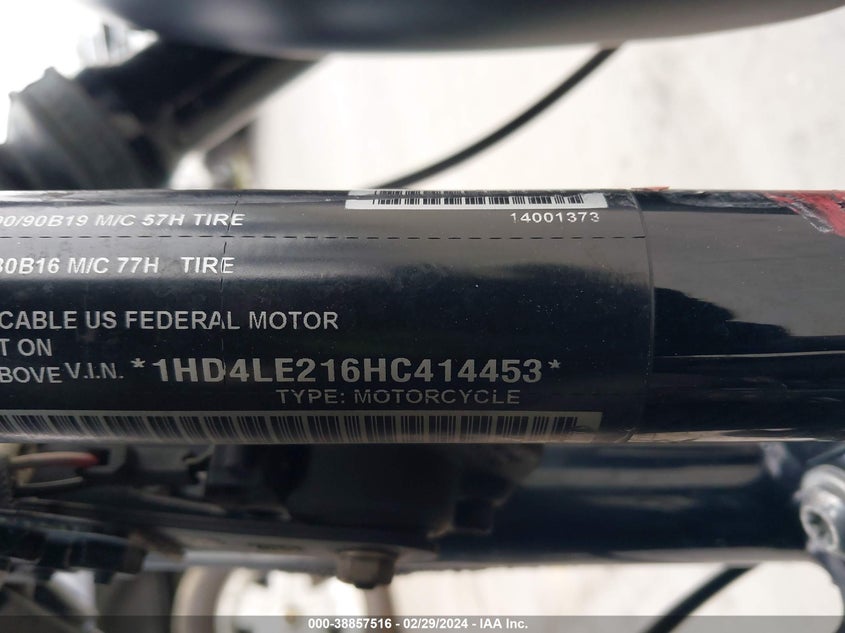 90/90B19 M/C 57H TIRE
14001373
80B16 M/C 77H TIRE
CABLE US FEDERAL MOTOR
T ON
BOVE V.I.N. *1HD4LE216HC414453*
TYPE: MOTORCYCLE
000-38857516 - 02/29/2024 - IAA Inc.